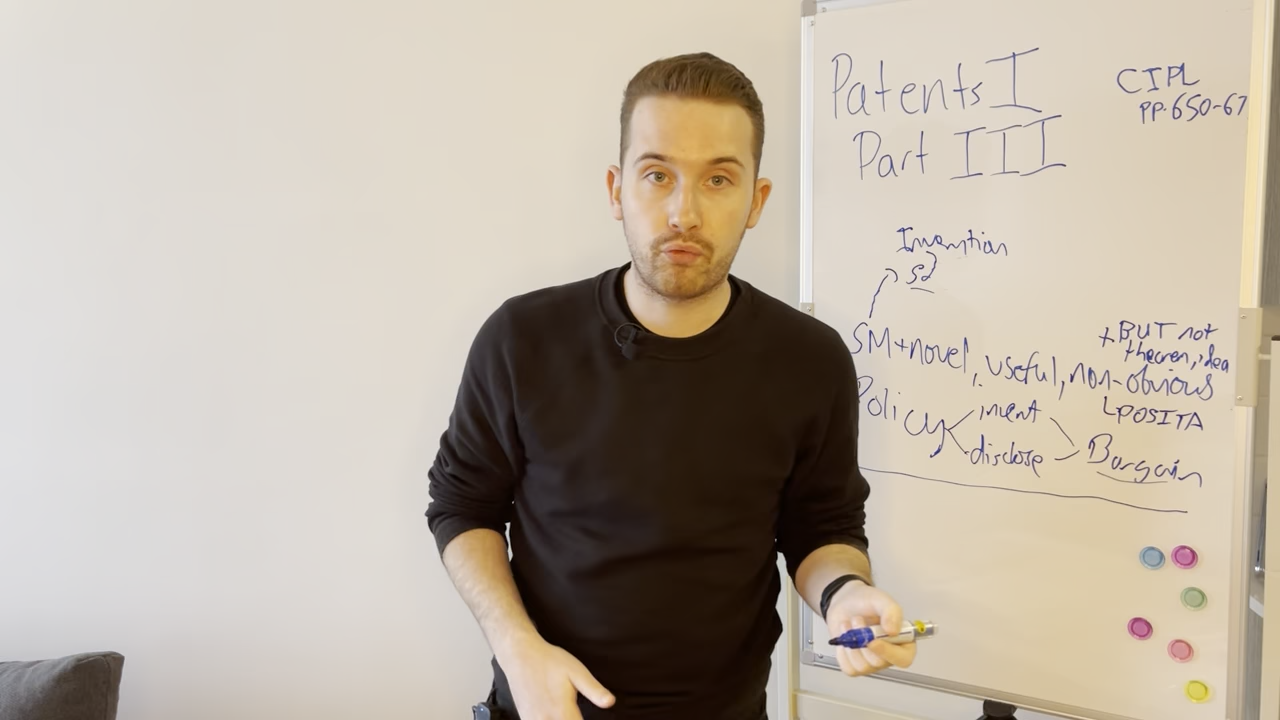 Patents I
Part III
CIPL
PP. 650-67
Invention
SM+novel, useful, non-obvious
+BUT not
theorem, idea
POSITA
Policy
invent
disclose
Bargain